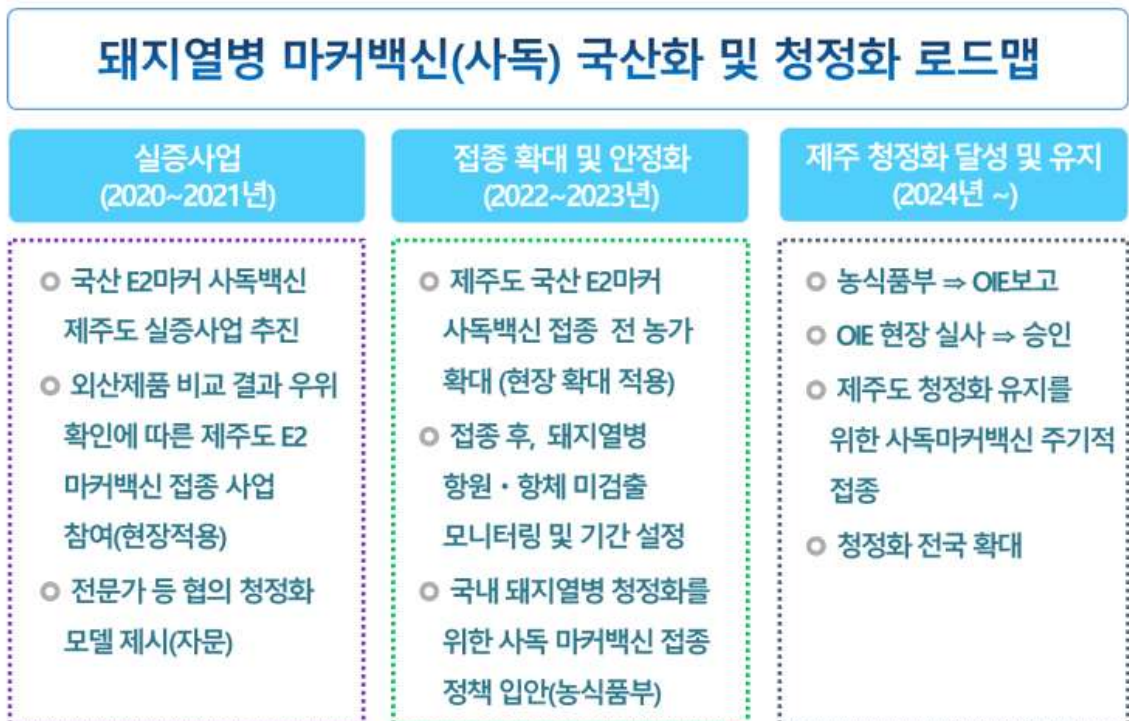 돼지열병 마커백신(사독) 국산화 및 청정화 로드맵
실증사업
(2020~2021년)
○ 국산 E2마커 사독백신
제주도 실증사업 추진
○ 외산제품 비교 결과 우위
확인에 따른 제주도 E2
마커백신 접종 사업
참여(현장적용)
○ 전문가 등 협의 청정화
모델 제시(자문)
접종 확대 및 안정화
(2022~2023년)
○ 제주도 국산 E2마커
사독백신 접종 전 농가
확대 (현장 확대 적용)
○ 접종 후, 돼지열병
항원・항체 미검출
모니터링 및 기간 설정
○ 국내 돼지열병 청정화를
위한 사독 마커백신 접종
정책 입안(농식품부)
제주 청정화 달성 및 유지
(2024년 ~)
○ 농식품부 ⇒ OIE보고
○ OIE 현장 실사 ⇒ 승인
○ 제주도 청정화 유지를
위한 사독마커백신 주기적
접종
○ 청정화 전국 확대